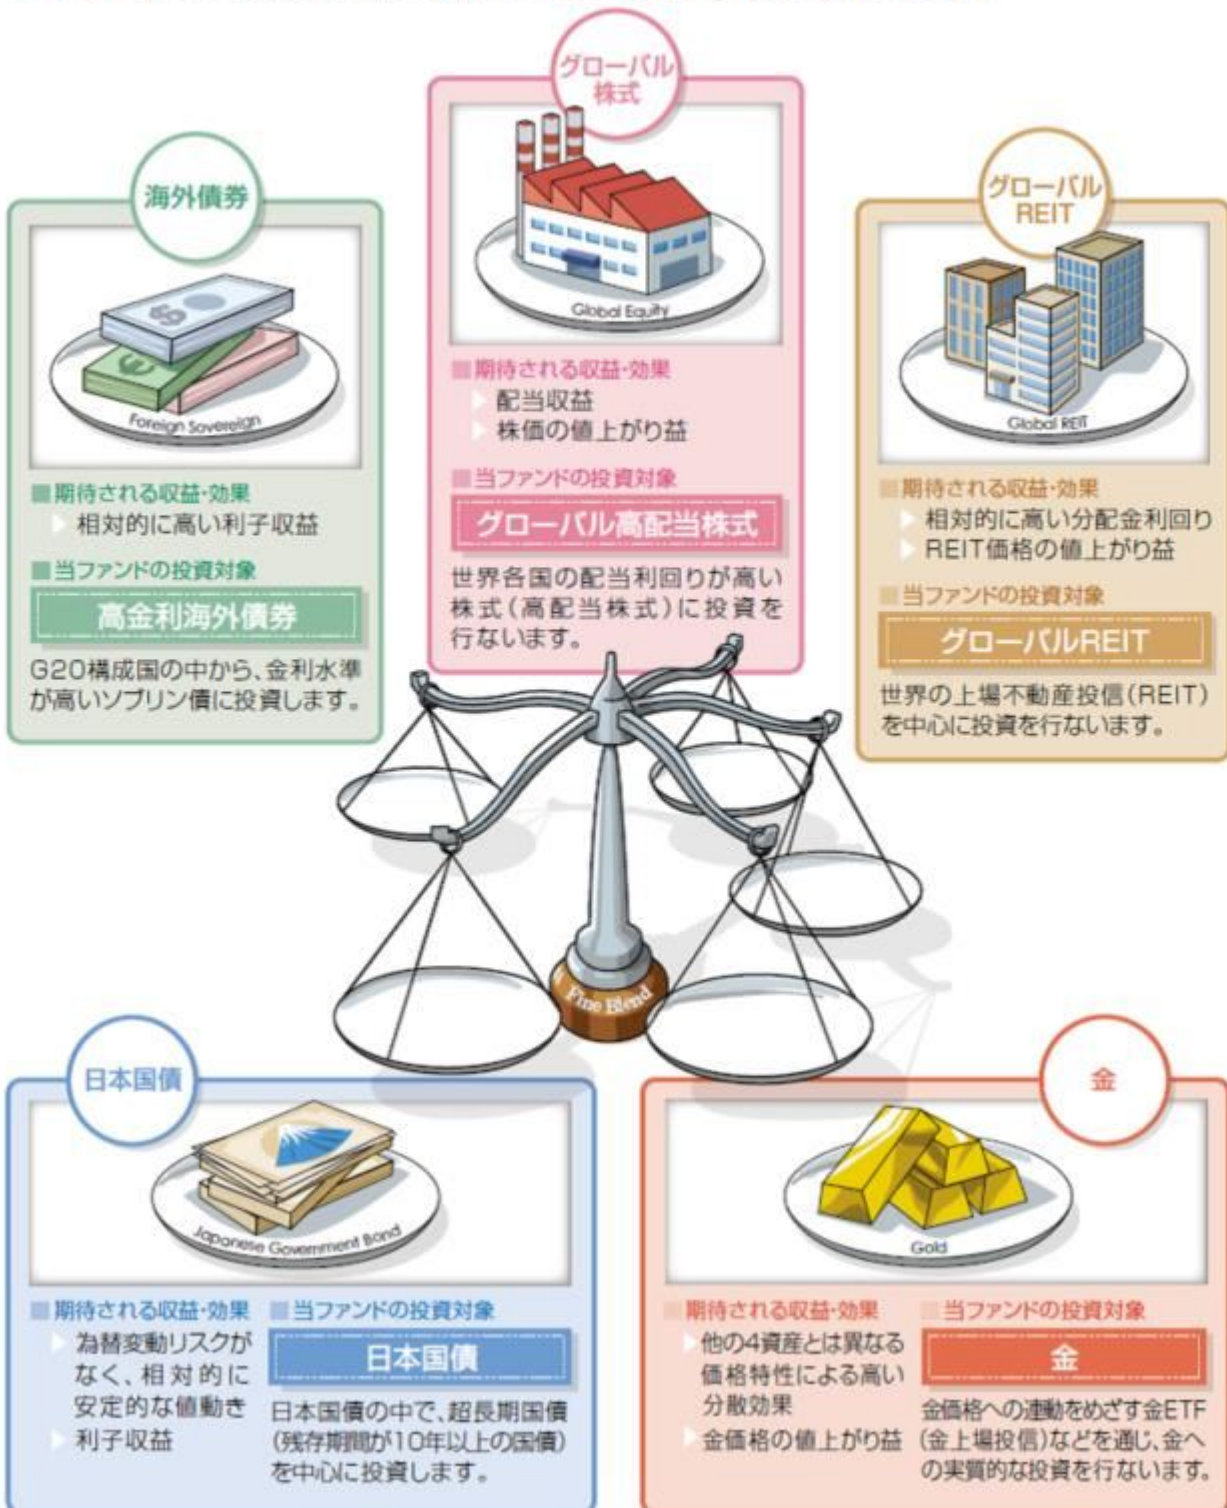 グローバル
株式
Global Equity
■期待される収益・効果
配当収益
株価の値上がり益
■当ファンドの投資対象
グローバル高配当株式
世界各国の配当利回りが高い
株式(高配当株式)に投資を
行ないます。
海外債券
Foreign Sovereign
■期待される収益・効果
相対的に高い利子収益
■当ファンドの投資対象
高金利海外債券
G20構成国の中から、金利水準
が高いソブリン債に投資します。
グローバル
REIT
Global REIT
■期待される収益・効果
相対的に高い分配金利回り
REIT価格の値上がり益
■当ファンドの投資対象
グローバルREIT
世界の上場不動産投信(REIT)
を中心に投資を行ないます。
Fine Blend
日本国債
Japanese Government Bond
■期待される収益・効果
為替変動リスクが
なく、相対的に
安定的な値動き
利子収益
■当ファンドの投資対象
日本国債
日本国債の中で、超長期国債
(残存期間が10年以上の国債)
を中心に投資します。
金
Gold
■期待される収益・効果
他の4資産とは異なる
価格特性による高い
分散効果
金価格の値上がり益
■当ファンドの投資対象
金
金価格への連動をめざす金ETF
(金上場投信)などを通じ、金へ
の実質的な投資を行ないます。